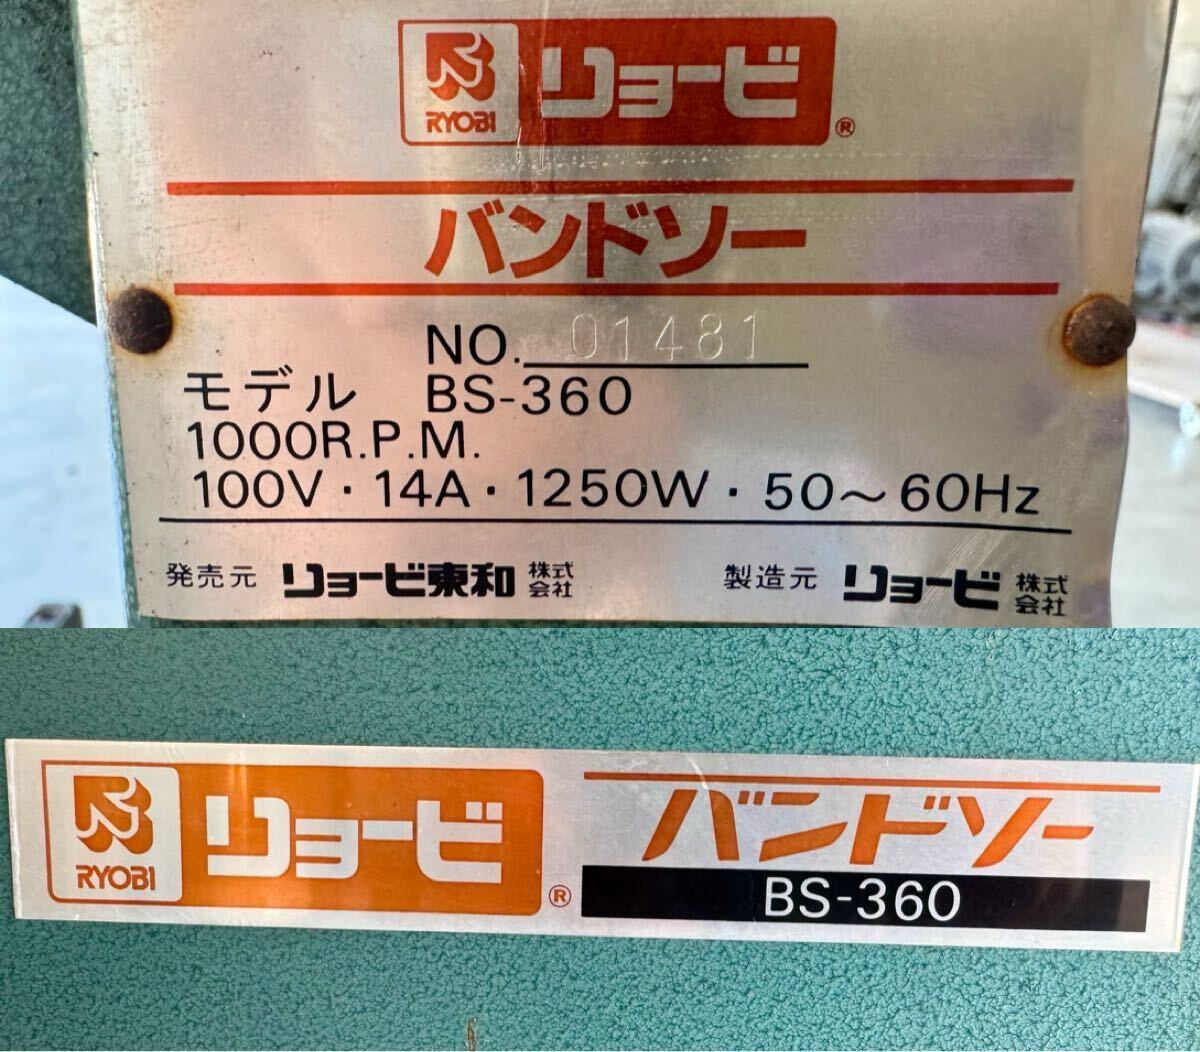 RYOBI リョービ ®
バンドソー
NO. 01481
モデル BS-360
1000R.P.M.
100V・14A・1250W・50～60Hz
発売元 リョービ東和株式会社 製造元 リョービ株式会社
RYOBI リョービ ® バンドソー
BS-360